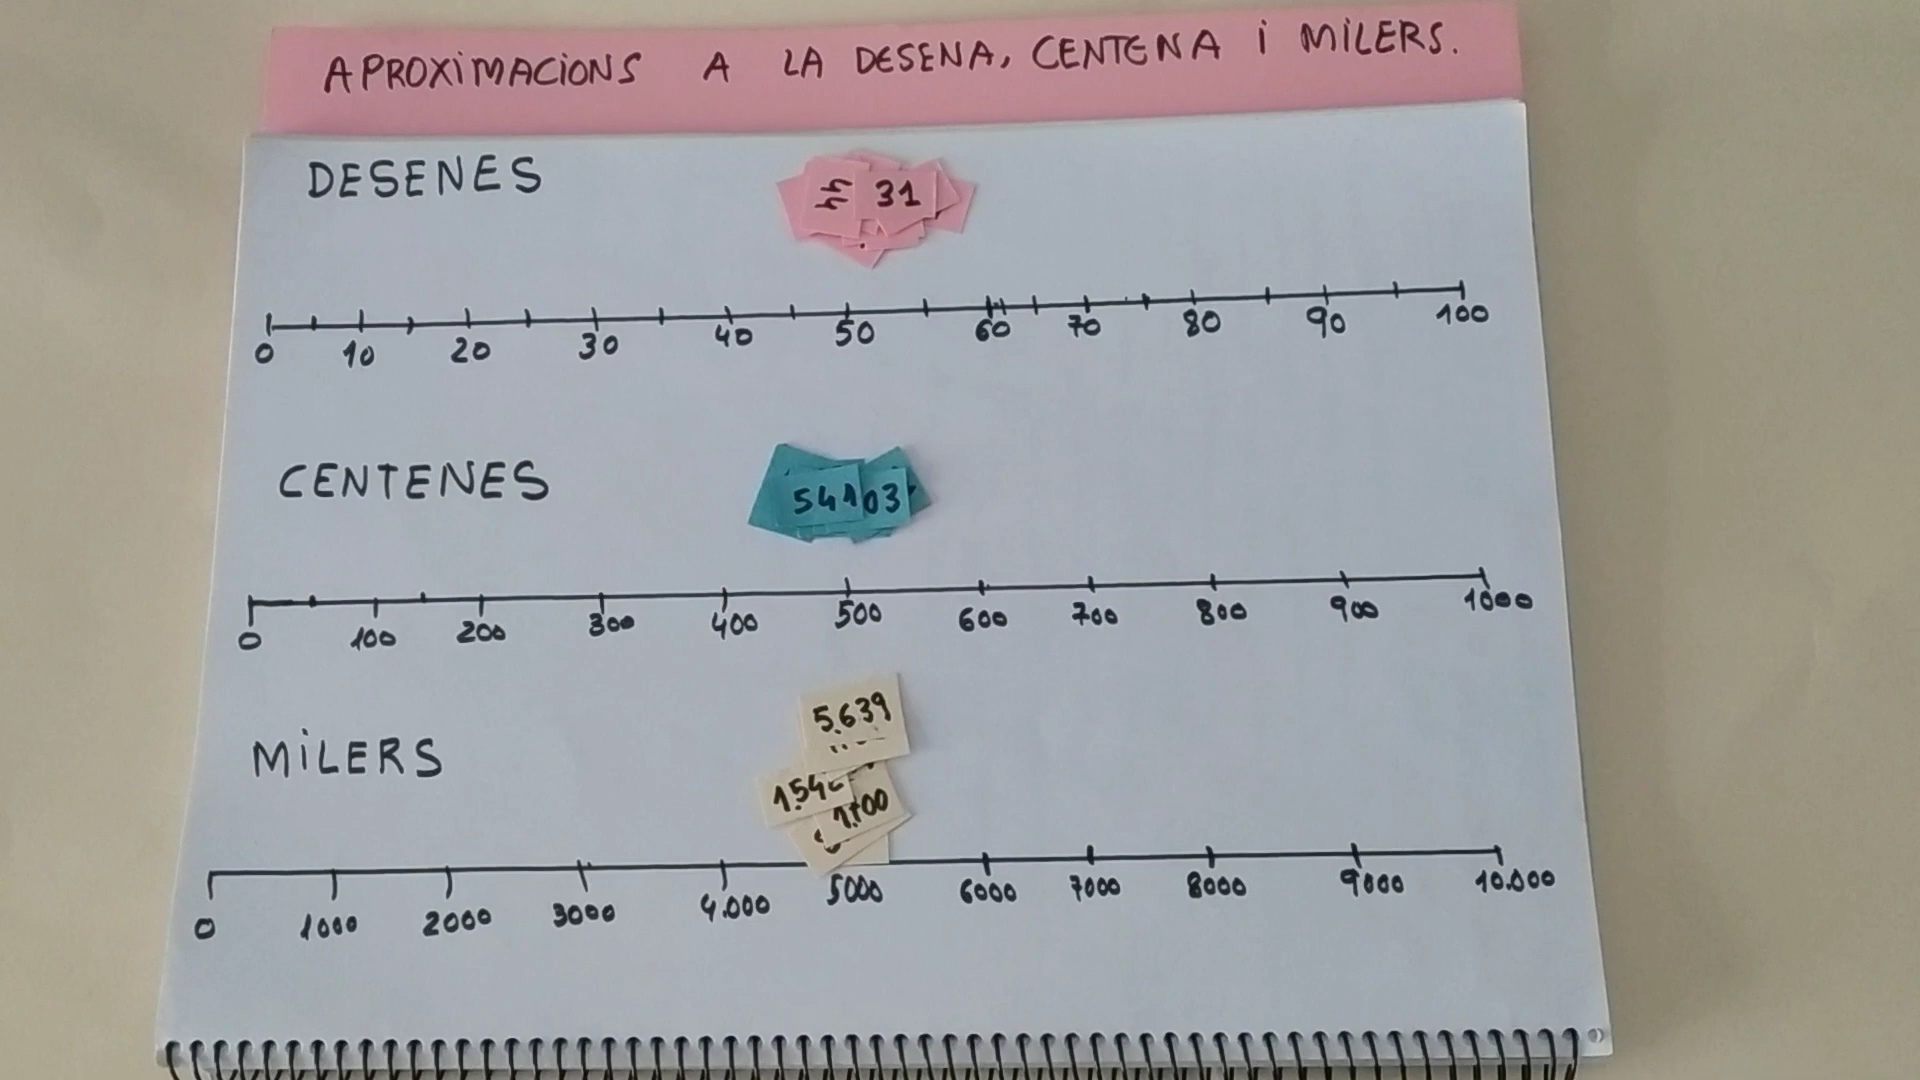 APROXiMACiONS A LA DESENA, CENTENA i MiLERS.
DESENES
31
0 10 20 30 40 50 60 70 80 90 100
CENTENES
541 03
0 100 200 300 400 500 600 700 800 900 1000
5.639
MiLERS
0 1000 2000 3000 4.000 5000 6000 7000 8000 9000 10.000